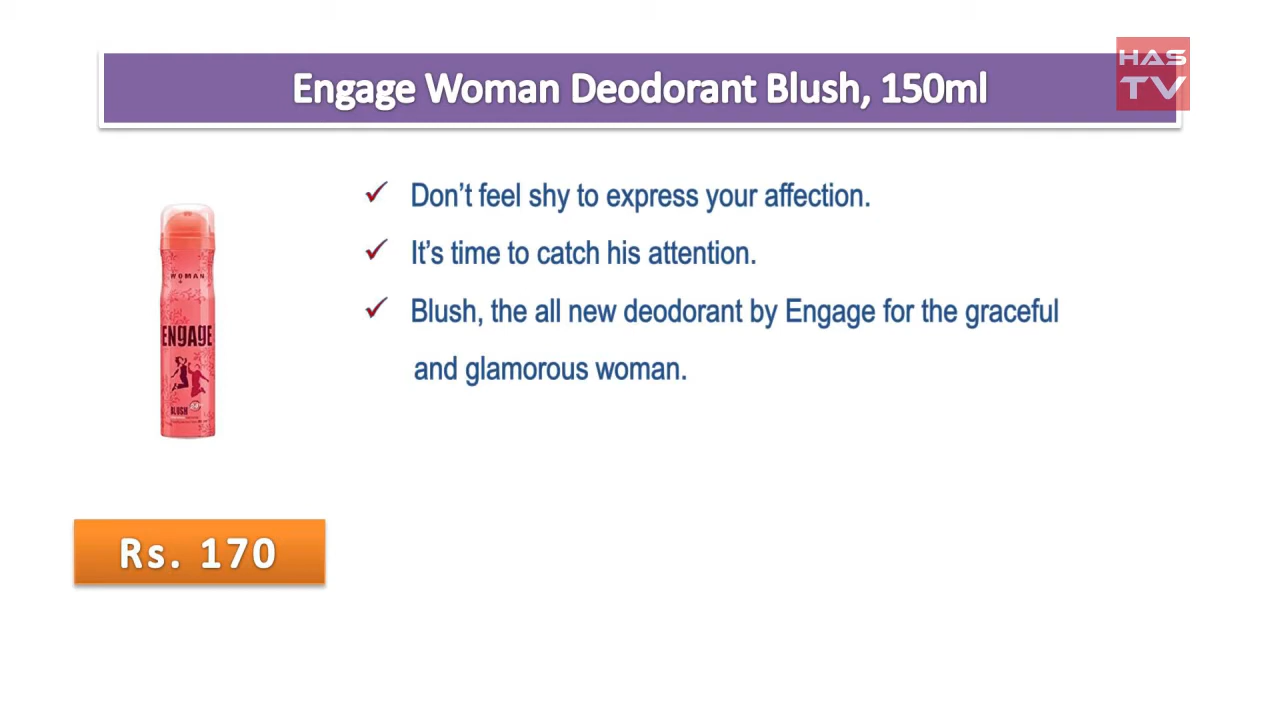 Engage Woman Deodorant Blush, 150ml
HAS
TV
Don’t feel shy to express your affection.
It’s time to catch his attention.
Blush, the all new deodorant by Engage for the graceful
and glamorous woman.
WOMAN
ENGAGE
BLUSH
Rs. 170